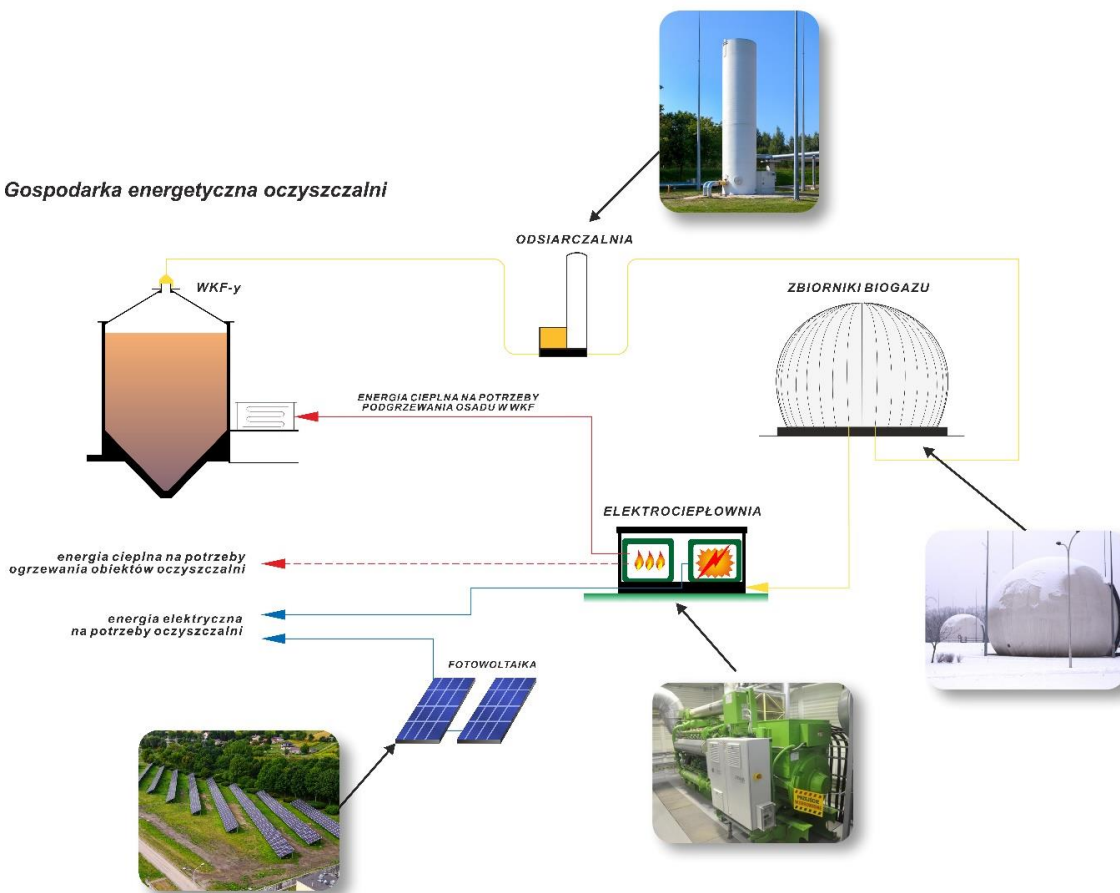 Gospodarka energetyczna oczyszczalni
ODSIARCZALNIA
WKF-y
ZBIORNIKI BIOGAZU
ENERGIA CIEPLNA NA POTRZEBY
PODGRZEWANIA OSADU W WKF
ELEKTROCIEPŁOWNIA
energia cieplna na potrzeby
ogrzewania obiektów oczyszczalni
energia elektryczna
na potrzeby oczyszczalni
FOTOWOLTAIKA